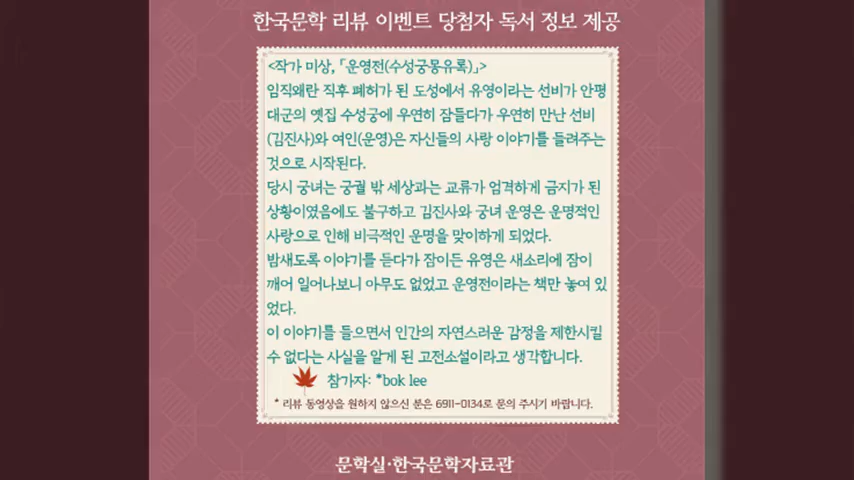 한국문학 리뷰 이벤트 당첨자 독서 정보 제공
<작가 미상, 「운영전(수성궁몽유록)」>
임직왜란 직후 폐허가 된 도성에서 유영이라는 선비가 안평
대군의 옛집 수성궁에 우연히 잠들다가 우연히 만난 선비
(김진사)와 여인(운영)은 자신들의 사랑 이야기를 들려주는
것으로 시작된다.
당시 궁녀는 궁궐 밖 세상과는 교류가 엄격하게 금지가 된
상황이였음에도 불구하고 김진사와 궁녀 운영은 운명적인
사랑으로 인해 비극적인 운명을 맞이하게 되었다.
밤새도록 이야기를 듣다가 잠이든 유영은 새소리에 잠이
깨어 일어나보니 아무도 없었고 운영전이라는 책만 놓여 있
었다.
이 이야기를 들으면서 인간의 자연스러운 감정을 제한시킬
수 없다는 사실을 알게 된 고전소설이라고 생각합니다.
참가자: *bok lee
* 리뷰 동영상을 원하지 않으신 분은 6911-0134로 문의 주시기 바랍니다.
문학실·한국문학자료관